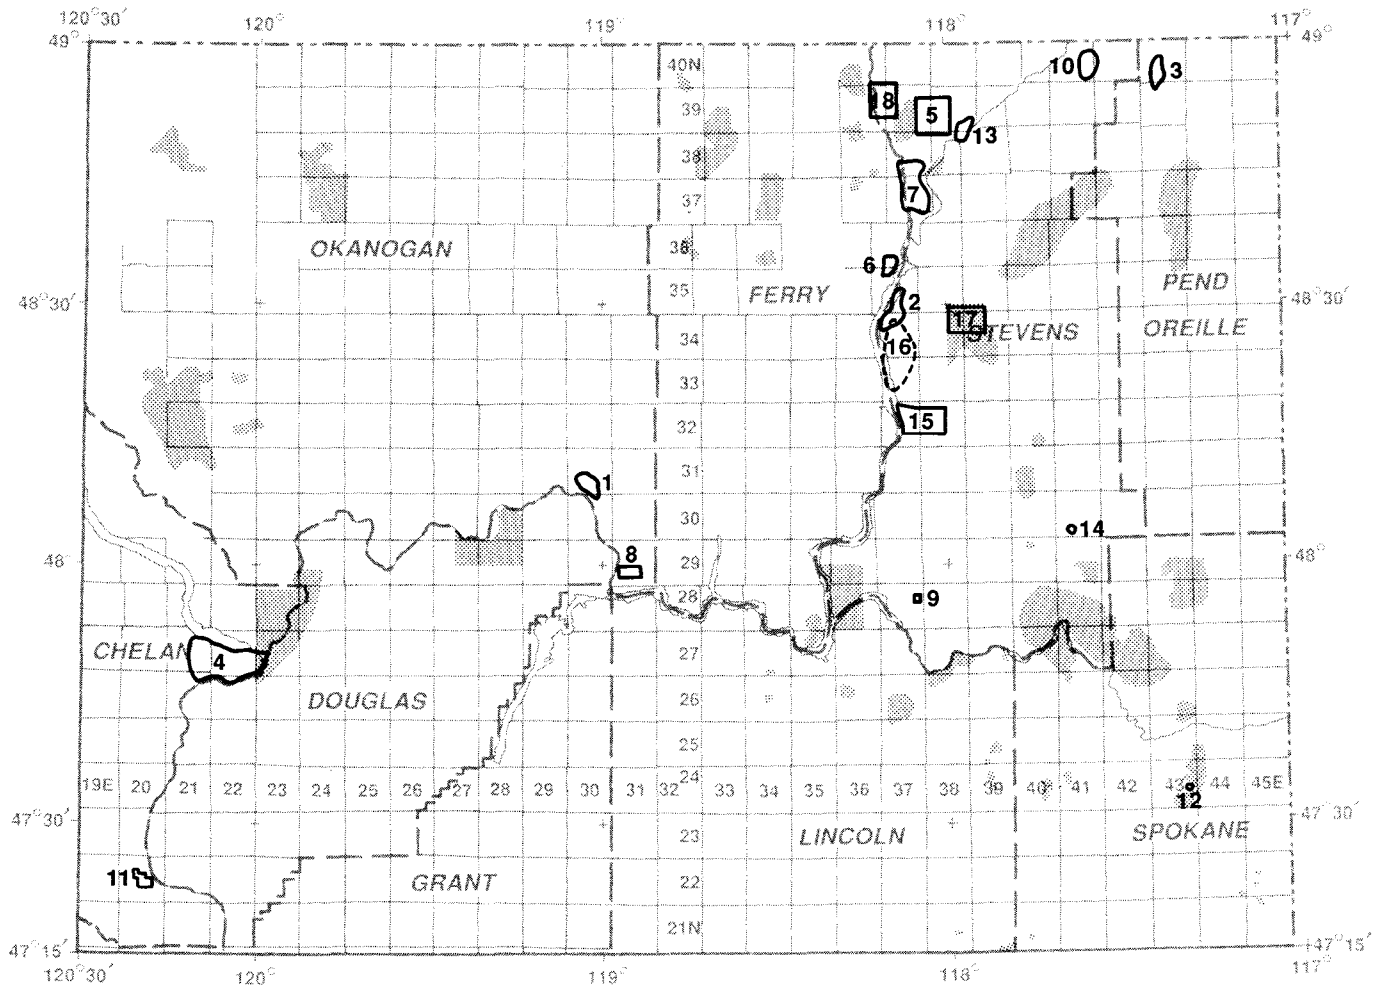 120°30′ 120° 119° 118° 117°
49° 49°
40N 10 3
18 39 5
13
38
7
37
OKANOGAN 36
6
PEND
FERRY 35 2
48°30′ 48°30′
17
STEVENS OREILLE
34 16
33
15
32
31
1
30 14
8
48° 29 48°
28 9
CHELAN 4 27
DOUGLAS 26
25
24
19E 20 21 22 23 24 25 26 27 28 29 30 31 32 33 34 35 36 37 38 39 40 41 42 43 44 45E
12
47°30′ 47°30′
23 LINCOLN SPOKANE
11 GRANT 22
21N
47°15′ 47°15′
120°30′ 120° 119° 118° 117°